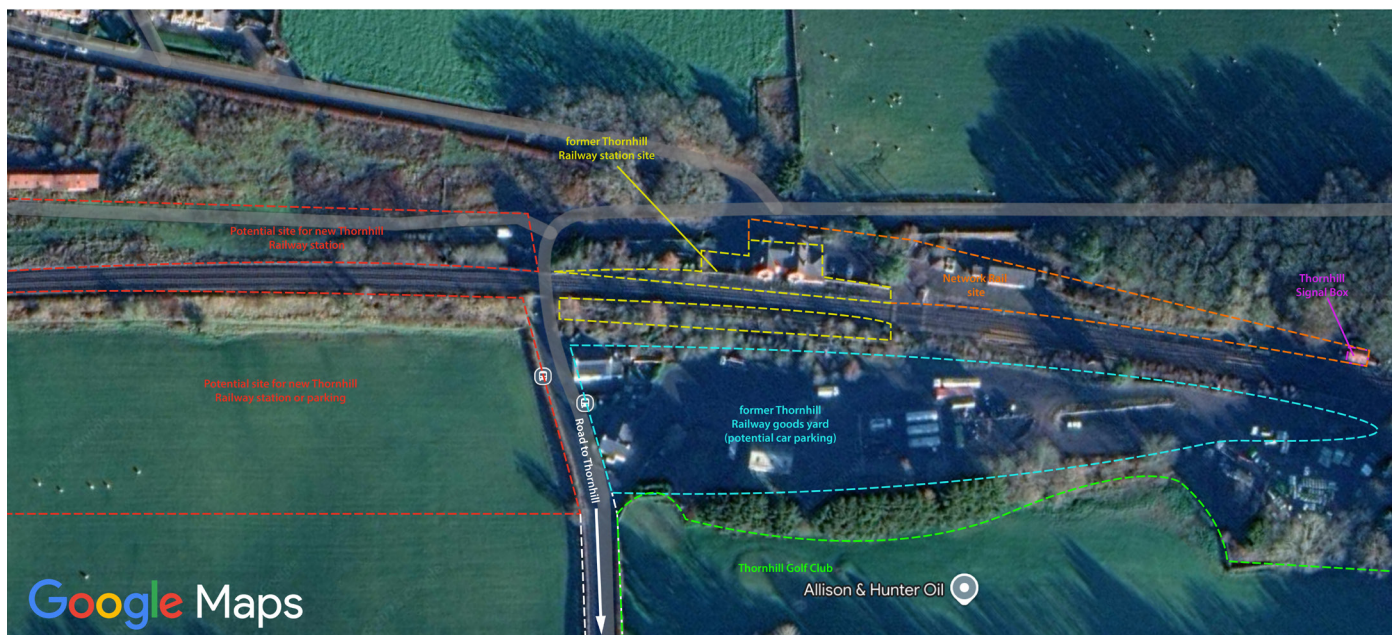 former Thornhill
Railway station site
Potential site for new Thornhill
Railway station
Network Rail
site
Thornhill
Signal Box
Potential site for new Thornhill
Railway station or parking
former Thornhill
Railway goods yard
(potential car parking)
Road to Thornhill
Thornhill Golf Club
Allison & Hunter Oil
Google Maps